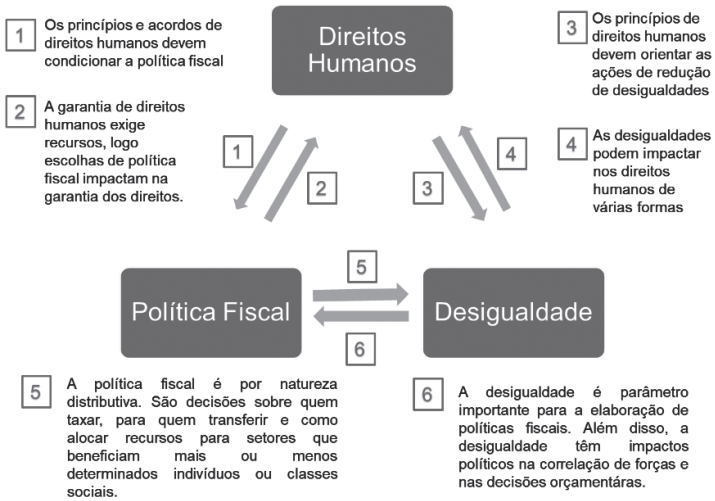 1
Os princípios e acordos de
direitos humanos devem
condicionar a política fiscal
2
A garantia de direitos
humanos exige
recursos, logo
escolhas de política
fiscal impactam na
garantia dos direitos.
Direitos
Humanos
3
Os princípios de
direitos humanos
devem orientar as
ações de redução
de desigualdades
4
As desigualdades
podem impactar
nos direitos
humanos de
várias formas
1
2
3
4
Política Fiscal
5
6
Desigualdade
5
A política fiscal é por natureza
distributiva. São decisões sobre quem
taxar, para quem transferir e como
alocar recursos para setores que
beneficiam mais ou menos
determinados indivíduos ou classes
sociais.
6
A desigualdade é parâmetro
importante para a elaboração de
políticas fiscais. Além disso, a
desigualdade têm impactos
políticos na correlação de forças e
nas decisões orçamentáras.